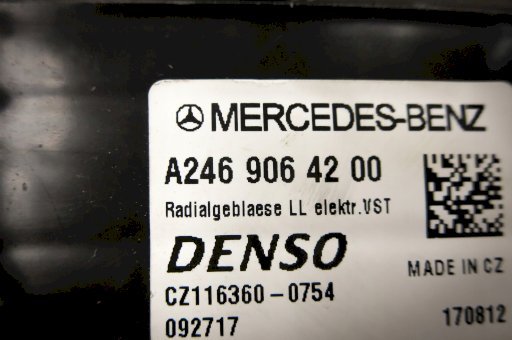 MERCEDES-BENZ
A246 906 42 00
Radialgeblaese LL elektr.VST
DENSO
MADE IN CZ
CZ116360-0754
092717
170812